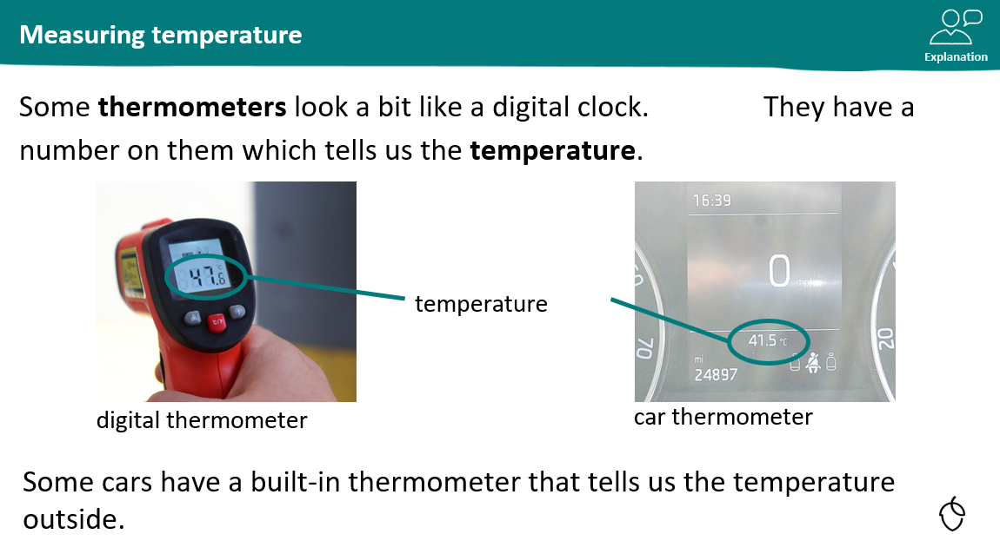 Measuring temperature
Explanation
Some thermometers look a bit like a digital clock. They have a
number on them which tells us the temperature.
47.6
temperature
16:39
0 mph
70
20
41.5 °C
mi
24897
digital thermometer
car thermometer
Some cars have a built-in thermometer that tells us the temperature
outside.